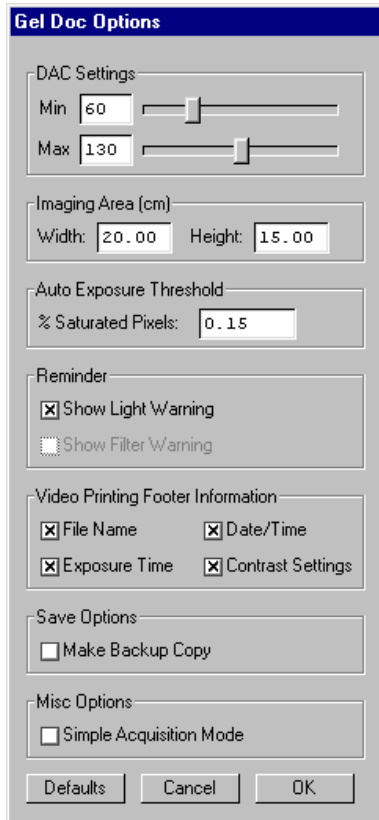 Gel Doc Options
DAC Settings
Min 60
Max 130
Imaging Area (cm)
Width: 20.00 Height: 15.00
Auto Exposure Threshold
% Saturated Pixels: 0.15
Reminder
Show Light Warning
Show Filter Warning
Video Printing Footer Information
File Name Date/Time
Exposure Time Contrast Settings
Save Options
Make Backup Copy
Misc Options
Simple Acquisition Mode
Defaults Cancel OK